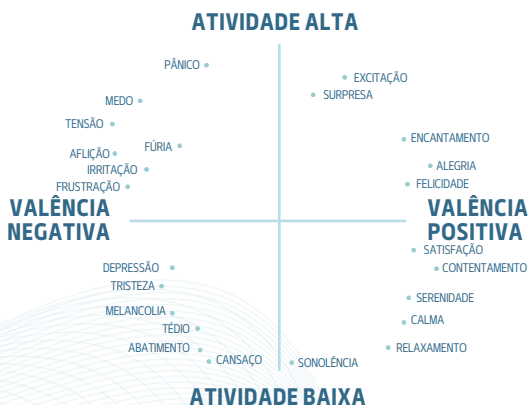 ATIVIDADE ALTA
PÂNICO
EXCITAÇÃO
SURPRESA
MEDO
TENSÃO
ENCANTAMENTO
FÚRIA
AFLIÇÃO
ALEGRIA
IRRITAÇÃO
FELICIDADE
FRUSTRAÇÃO
VALÊNCIA
NEGATIVA
VALÊNCIA
POSITIVA
SATISFAÇÃO
DEPRESSÃO
CONTENTAMENTO
TRISTEZA
SERENIDADE
MELANCOLIA
CALMA
TÉDIO
ABATIMENTO
RELAXAMENTO
CANSAÇO
SONOLÊNCIA
ATIVIDADE BAIXA